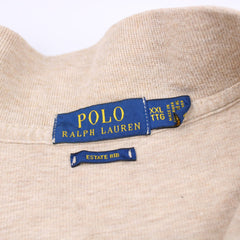 POLO
RALPH LAUREN
XXL
TTG
ESTATE RIB